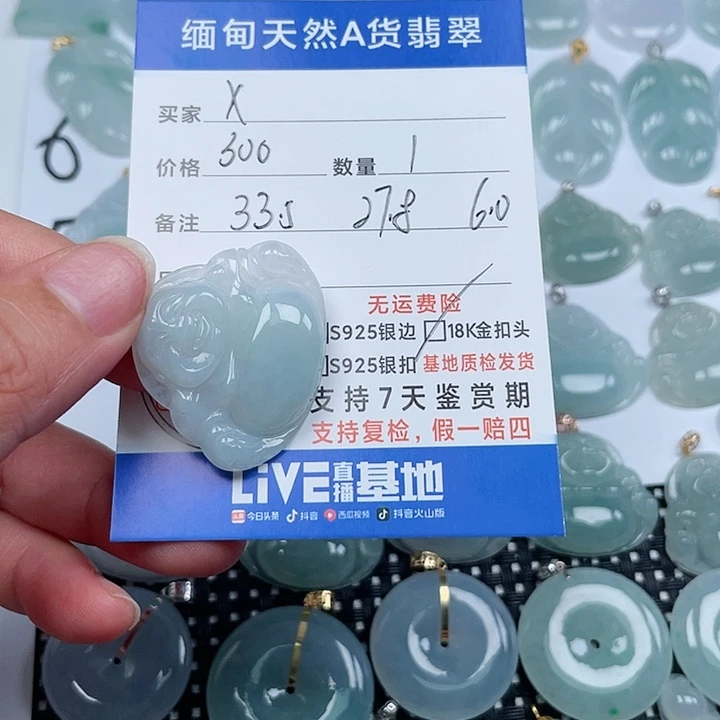 缅甸天然A货翡翠
买家 X
价格 300 数量 1
备注 33.5 27.8 6.0
无运费险
S925银边 18K金扣头
S925银扣 基地质检发货
支持7天鉴赏期
支持复检，假一赔四
LiVE直播基地
头条 今日头条 抖音 西瓜视频 抖音火山版
6